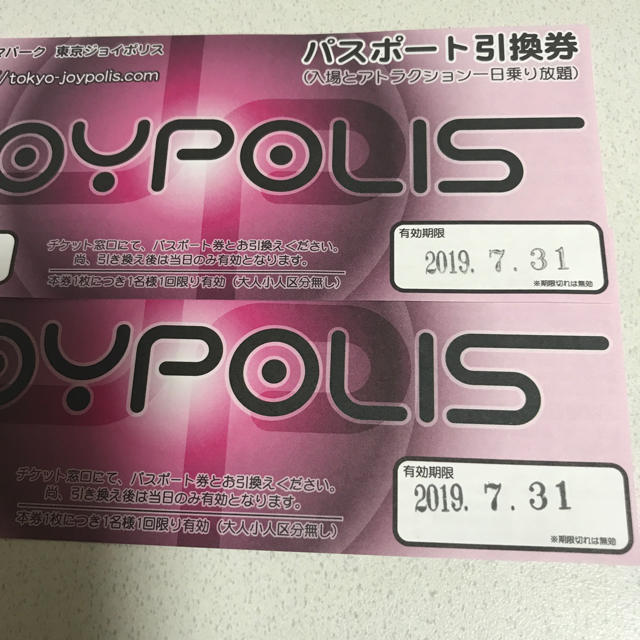 マパーク 東京ジョイポリス
//tokyo-joypolis.com
パスポート引換券
(入場とアトラクション一日乗り放題)
OYPOLIS
チケット窓口にて、パスポート券とお引換えください。
尚、引き換え後は当日のみ有効となります。
本券1枚につき1名様1回限り有効 (大人小人区分無し)
有効期限
2019. 7. 31
※期限切れは無効
OYPOLIS
チケット窓口にて、パスポート券とお引換えください。
尚、引き換え後は当日のみ有効となります。
本券1枚につき1名様1回限り有効 (大人小人区分無し)
有効期限
2019. 7. 31
※期限切れは無効